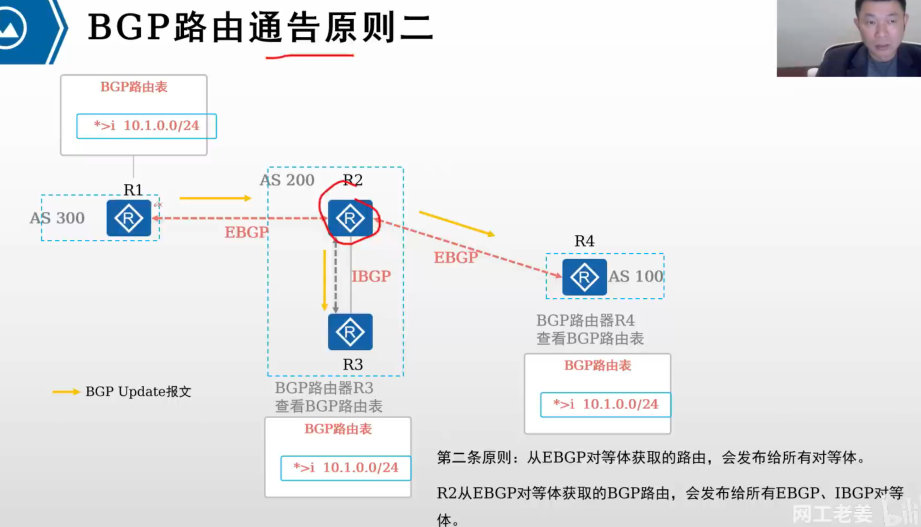 BGP路由通告原则二
BGP路由表
*>i 10.1.0.0/24
R1
AS 200
R2
AS 300
R
R
EBGP
EBGP
R4
IBGP
R
AS 100
R
BGP路由器R4
查看BGP路由表
R3
BGP Update报文
BGP路由器R3
查看BGP路由表
BGP路由表
*>i 10.1.0.0/24
BGP路由表
*>i 10.1.0.0/24
第二条原则：从EBGP对等体获取的路由，会发布给所有对等体。
R2从EBGP对等体获取的BGP路由，会发布给所有EBGP、IBGP对等
体。
网工老姜